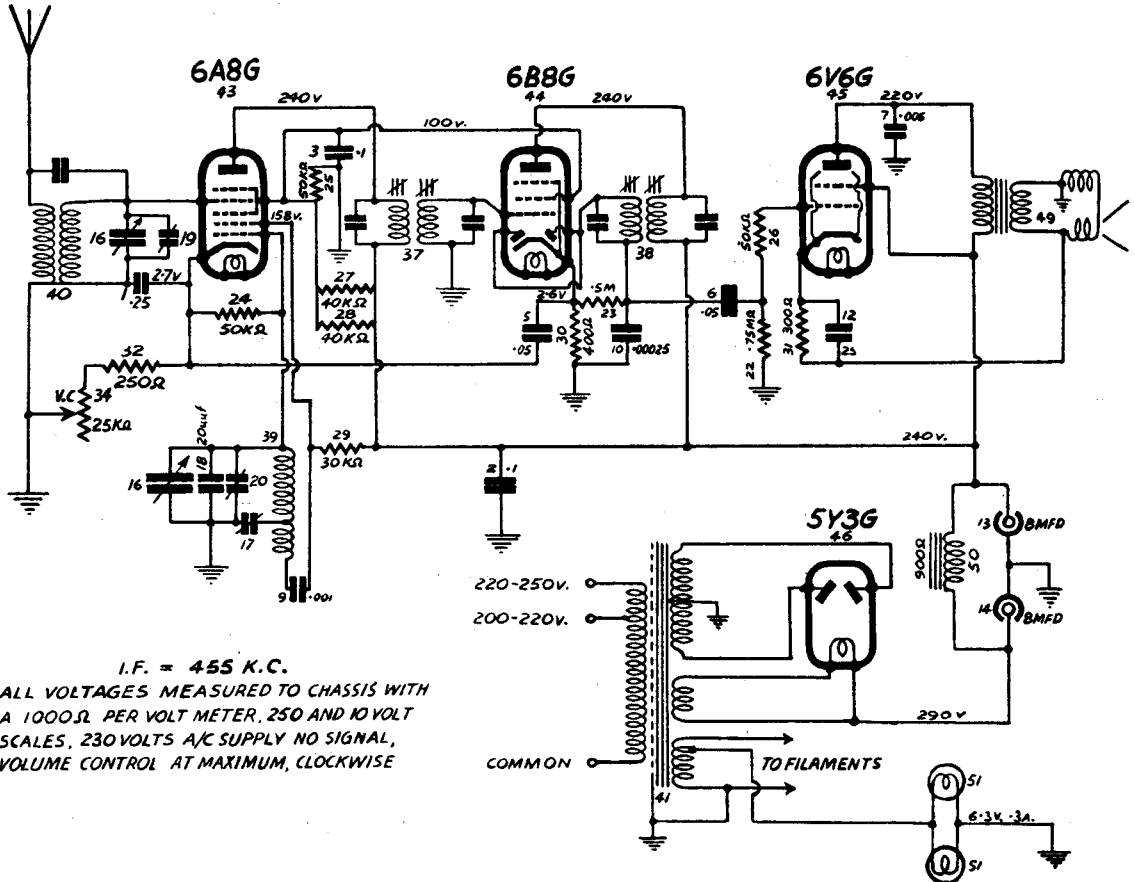 6A8G
43
6B8G
44
6V6G
45
240v
100v.
240v
220v
7 .006
3 .1
50KΩ
25
158v.
16
19
40
.25
2.7v
24
50KΩ
27
40KΩ
28
40KΩ
37
38
2.6v
.5M
23
5
.05
30
400Ω
10 .00025
6
.05
50KΩ
26
22 .75MΩ
31 300Ω
12
25
49
32
250Ω
V.C
34
25KΩ
39
29
30KΩ
240v.
16
18
20uuf
20
17
9 .001
2 .1
5Y3G
46
900Ω
50
13
8MFD
14
8MFD
220-250v.
200-220v.
COMMON
41
290v
TO FILAMENTS
51
6.3v, .3A.
51
I.F. = 455 K.C.
ALL VOLTAGES MEASURED TO CHASSIS WITH
A 1000Ω PER VOLT METER, 250 AND 10 VOLT
SCALES, 230 VOLTS A/C SUPPLY NO SIGNAL,
VOLUME CONTROL AT MAXIMUM, CLOCKWISE